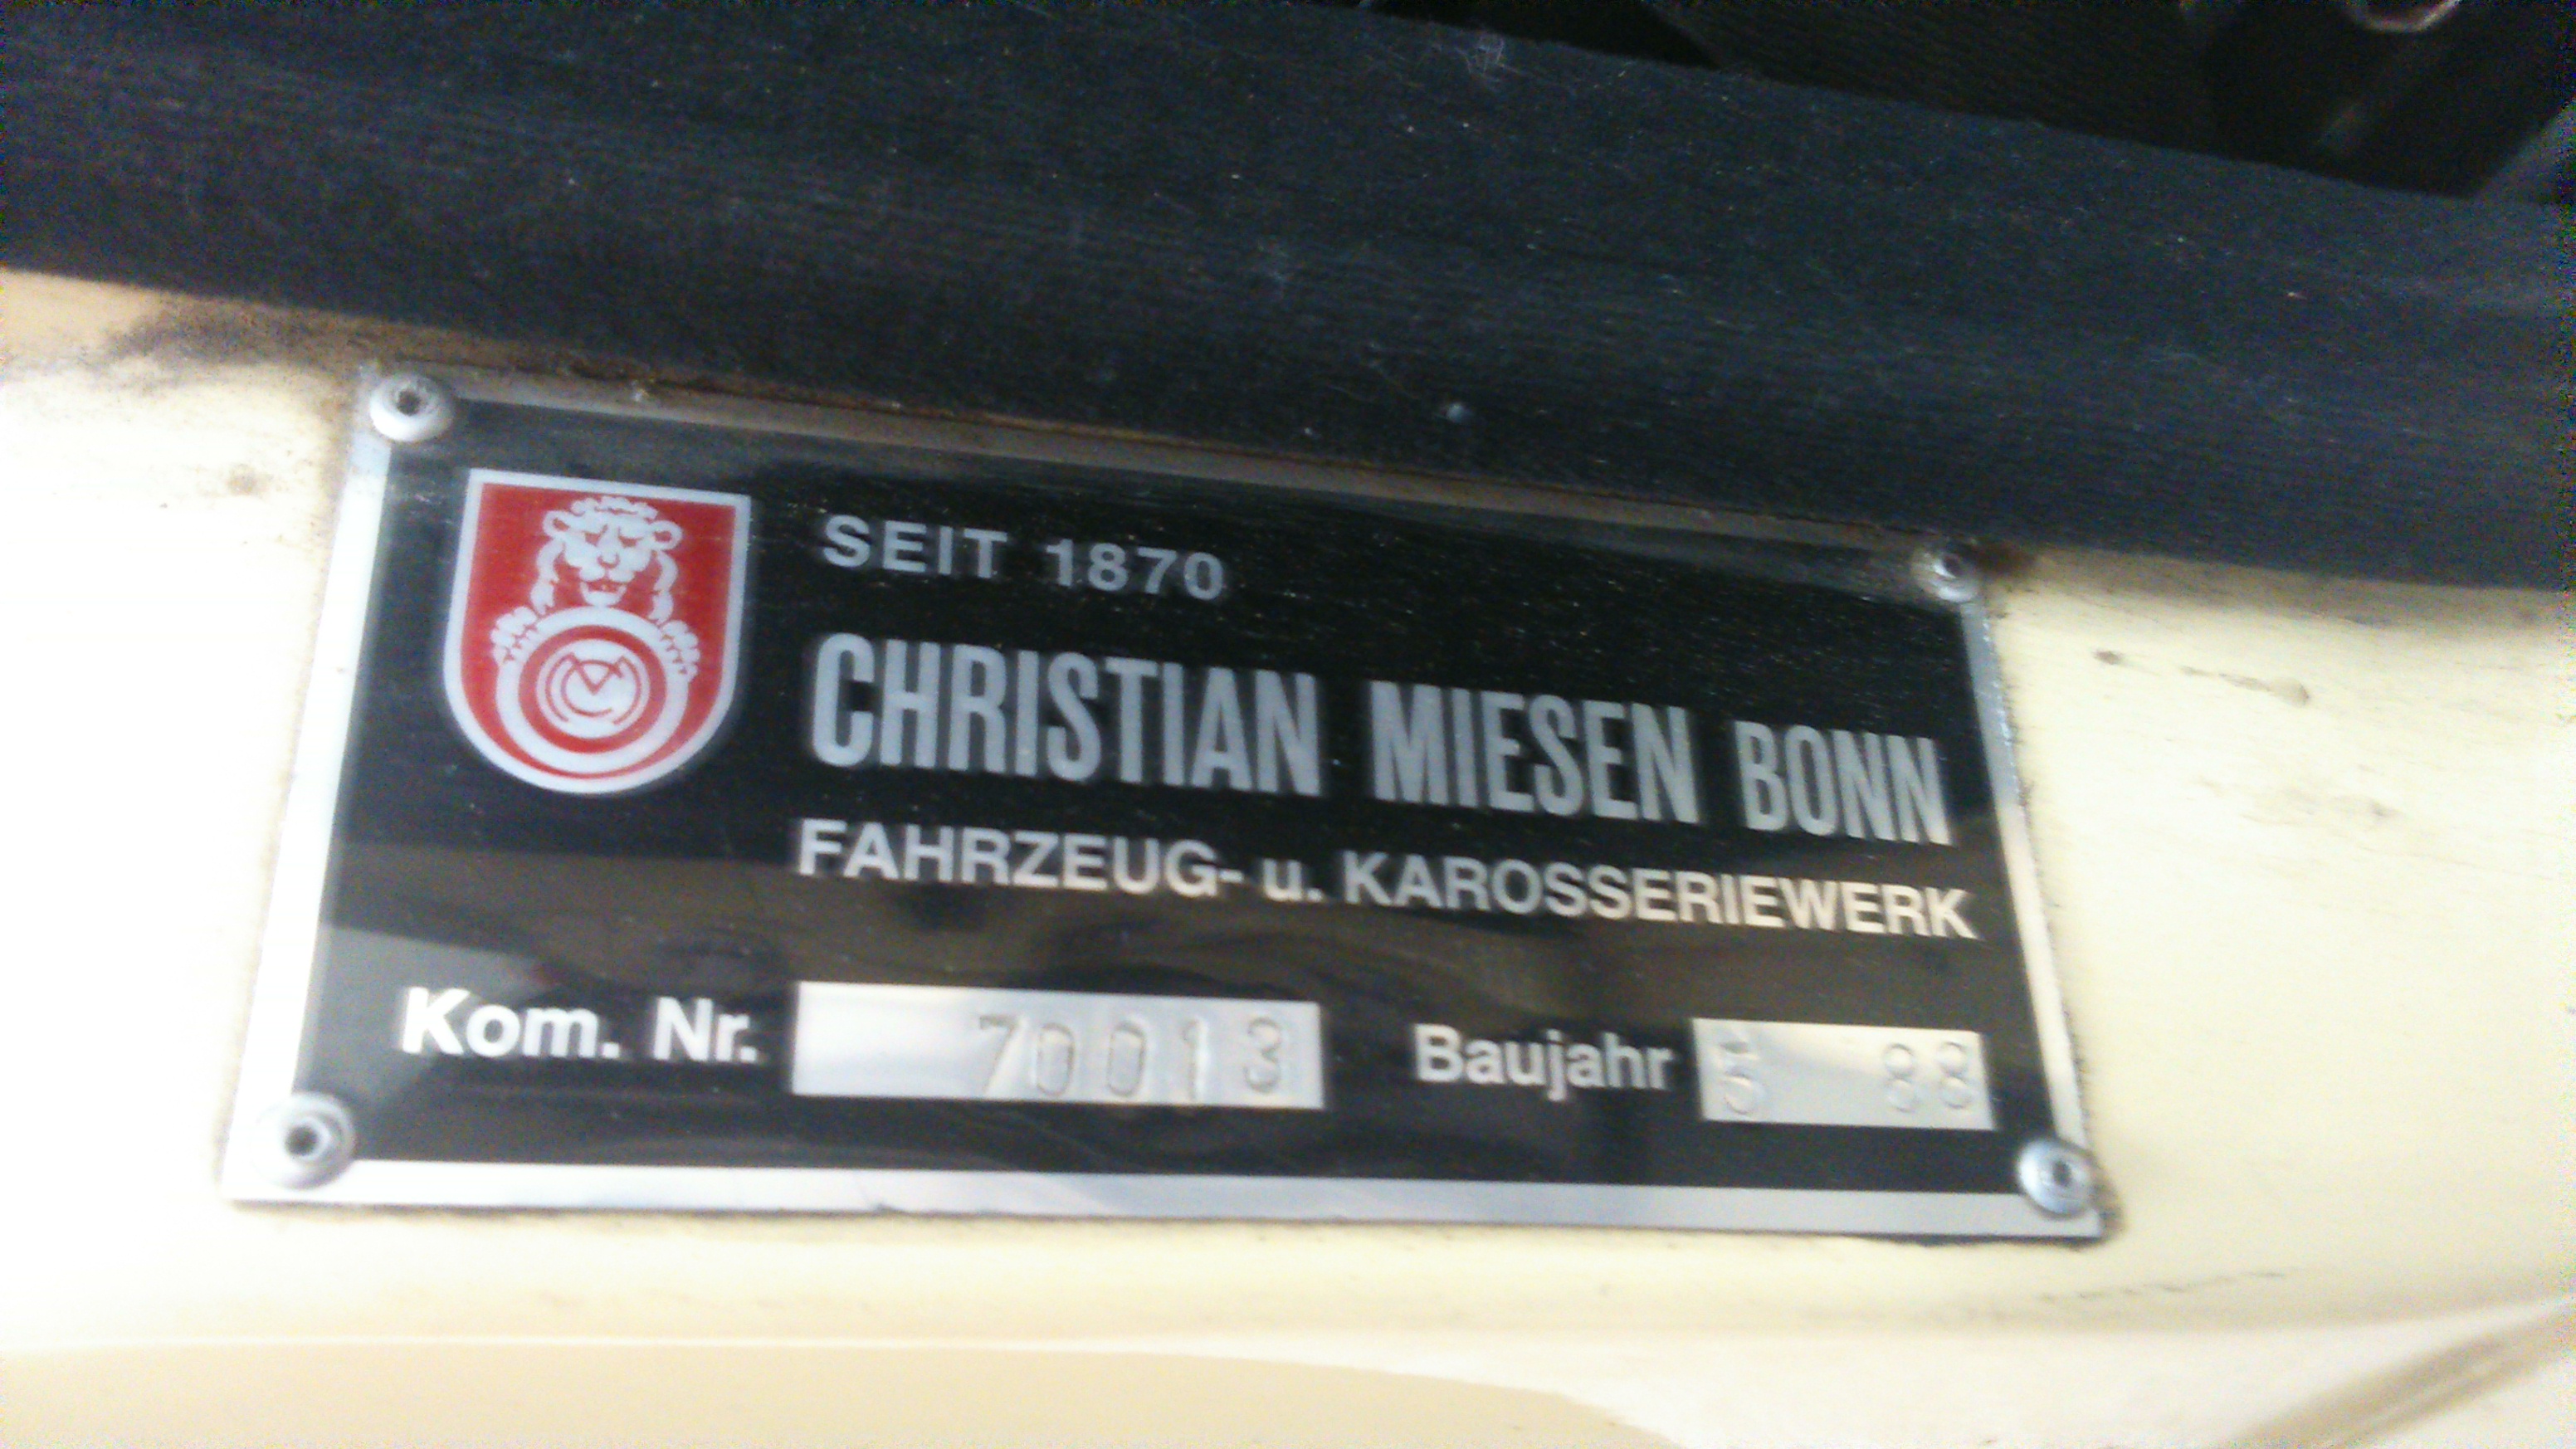 SEIT 1870
CHRISTIAN MIESEN BONN
FAHRZEUG- u. KAROSSERIEWERK
Kom. Nr. 70013 Baujahr 5 88